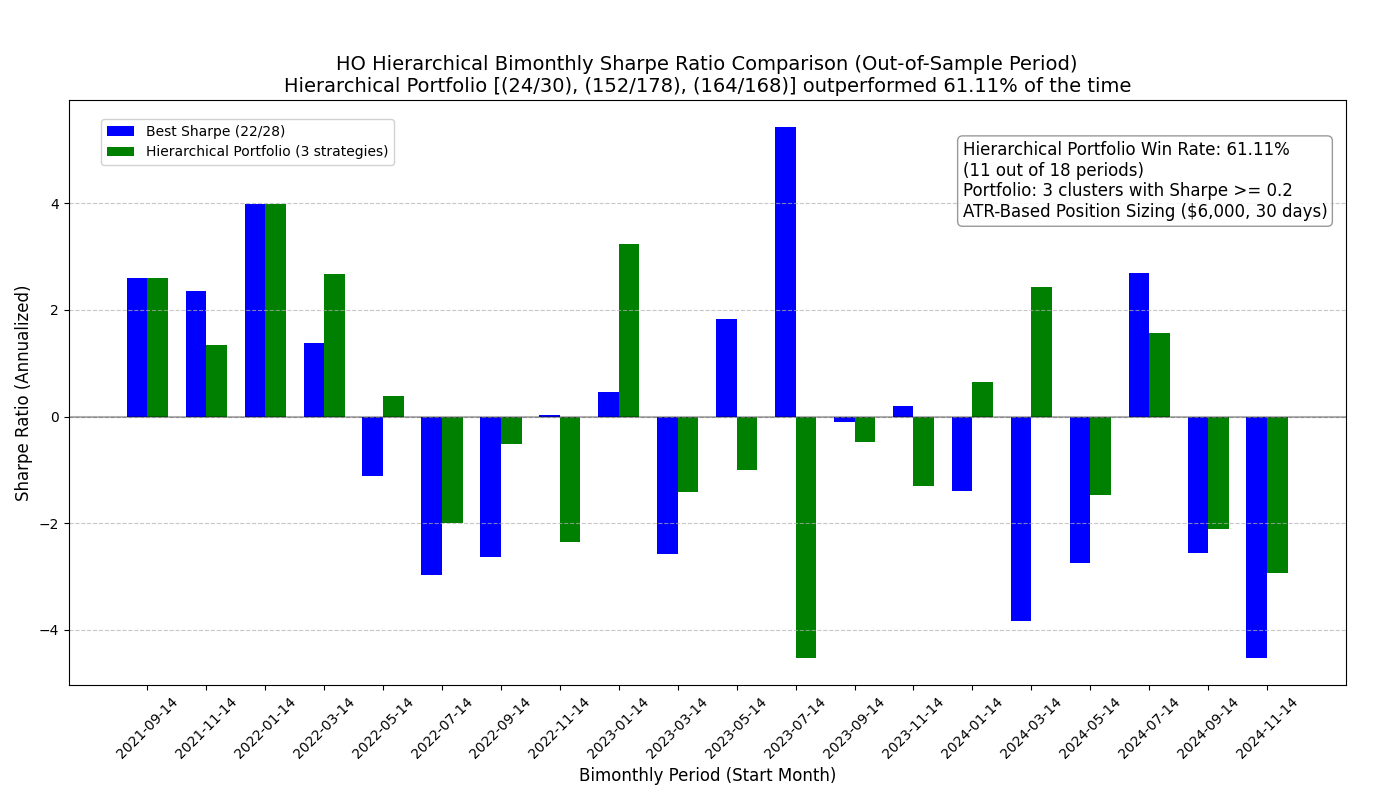 HO Hierarchical Bimonthly Sharpe Ratio Comparison (Out-of-Sample Period)
Hierarchical Portfolio [(24/30), (152/178), (164/168)] outperformed 61.11% of the time
Best Sharpe (22/28)
Hierarchical Portfolio (3 strategies)
Hierarchical Portfolio Win Rate: 61.11%
(11 out of 18 periods)
Portfolio: 3 clusters with Sharpe >= 0.2
ATR-Based Position Sizing ($6,000, 30 days)
Sharpe Ratio (Annualized)
4
2
0
−2
−4
2021-09-14
2021-11-14
2022-01-14
2022-03-14
2022-05-14
2022-07-14
2022-09-14
2022-11-14
2023-01-14
2023-03-14
2023-05-14
2023-07-14
2023-09-14
2023-11-14
2024-01-14
2024-03-14
2024-05-14
2024-07-14
2024-09-14
2024-11-14
Bimonthly Period (Start Month)